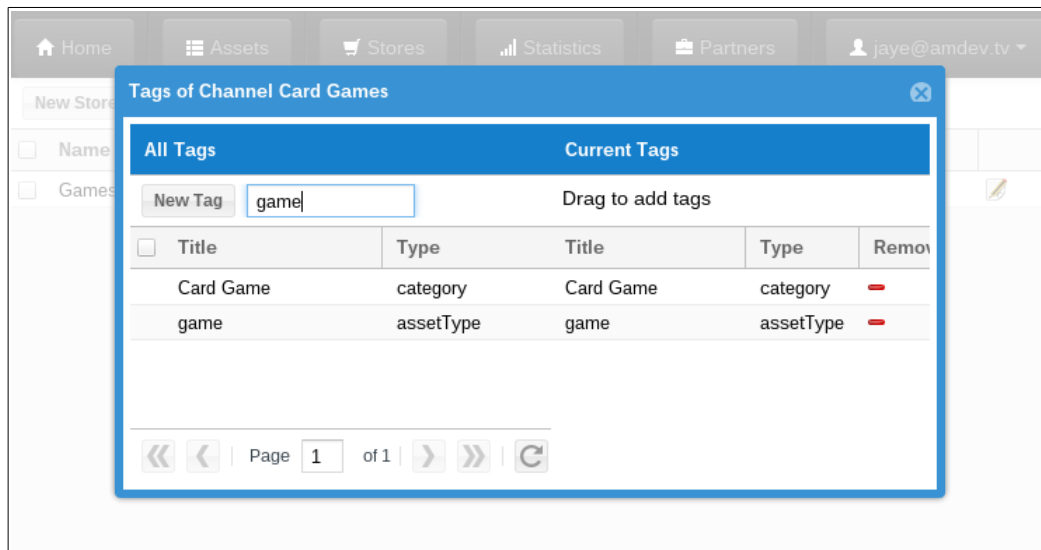 Home Assets Stores Statistics Partners jaye@amdev.tv
New Store
Tags of Channel Card Games
Name
All Tags Current Tags
Games
New Tag game Drag to add tags
Title Type Title Type Remov
Card Game category Card Game category
game assetType game assetType
Page 1 of 1